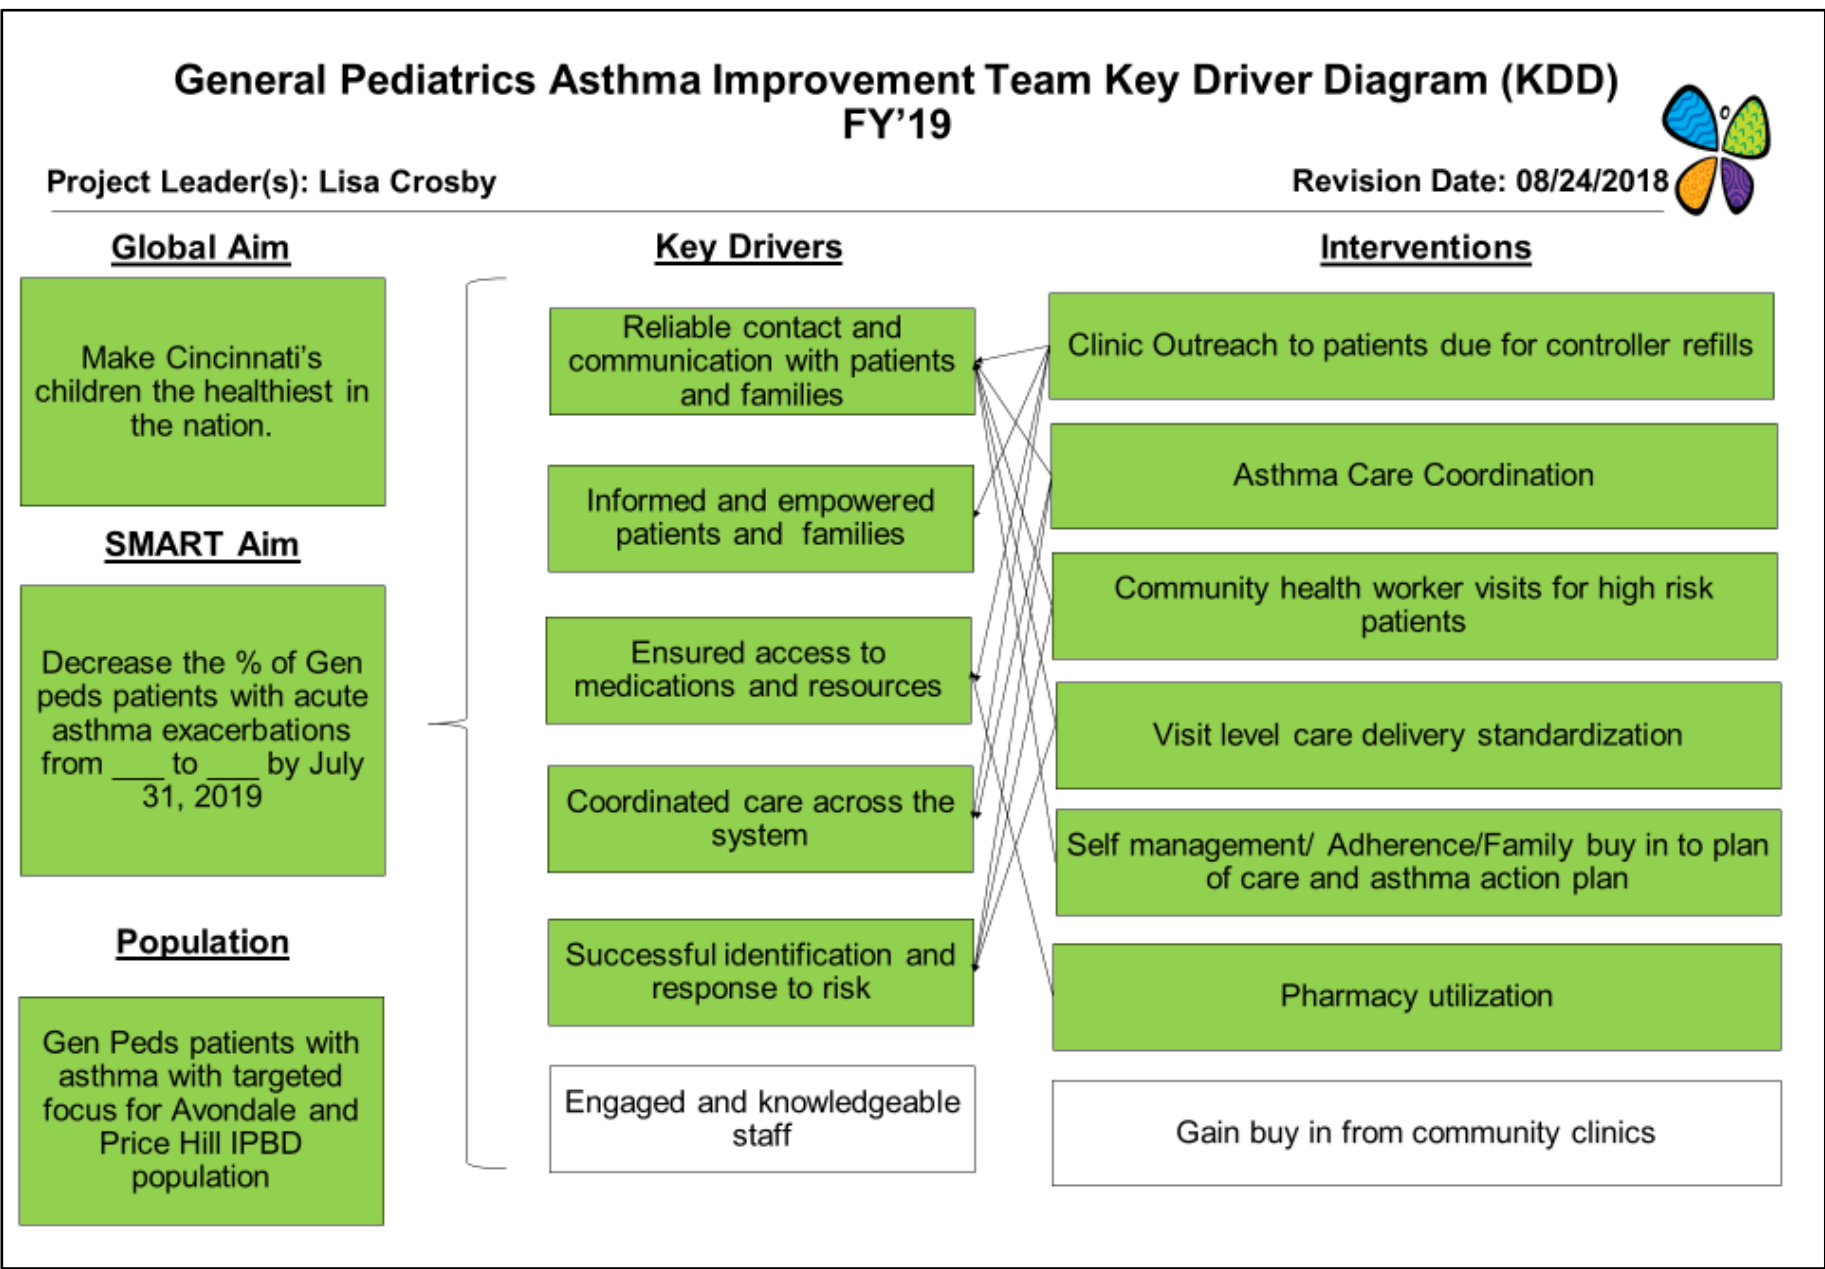 General Pediatrics Asthma Improvement Team Key Driver Diagram (KDD)
FY’19
Project Leader(s): Lisa Crosby
Revision Date: 08/24/2018
Global Aim
Make Cincinnati’s
children the healthiest in
the nation.
SMART Aim
Decrease the % of Gen
peds patients with acute
asthma exacerbations
from ___ to ___ by July
31, 2019
Population
Gen Peds patients with
asthma with targeted
focus for Avondale and
Price Hill IPBD
population
Key Drivers
Reliable contact and
communication with patients
and families
Informed and empowered
patients and families
Ensured access to
medications and resources
Coordinated care across the
system
Successful identification and
response to risk
Engaged and knowledgeable
staff
Interventions
Clinic Outreach to patients due for controller refills
Asthma Care Coordination
Community health worker visits for high risk
patients
Visit level care delivery standardization
Self management/ Adherence/Family buy in to plan
of care and asthma action plan
Pharmacy utilization
Gain buy in from community clinics